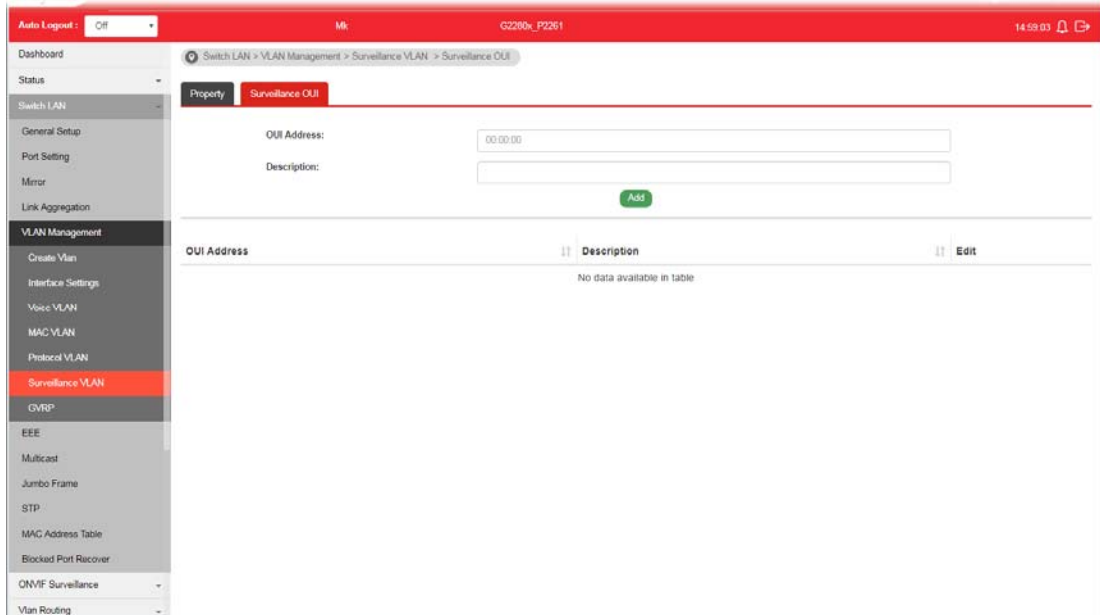 Auto Logout : Off Mk G2280x_P2261 14:59:03
Dashboard
Status
Switch LAN
General Setup
Port Setting
Mirror
Link Aggregation
VLAN Management
Create Vlan
Interface Settings
Voice VLAN
MAC VLAN
Protocol VLAN
Surveillance VLAN
GVRP
EEE
Multicast
Jumbo Frame
STP
MAC Address Table
Blocked Port Recover
ONVIF Surveillance
Vlan Routing
Switch LAN > VLAN Management > Surveillance VLAN > Surveillance OUI
Property Surveillance OUI
OUI Address: 00:00:00
Description:
Add
OUI Address Description Edit
No data available in table